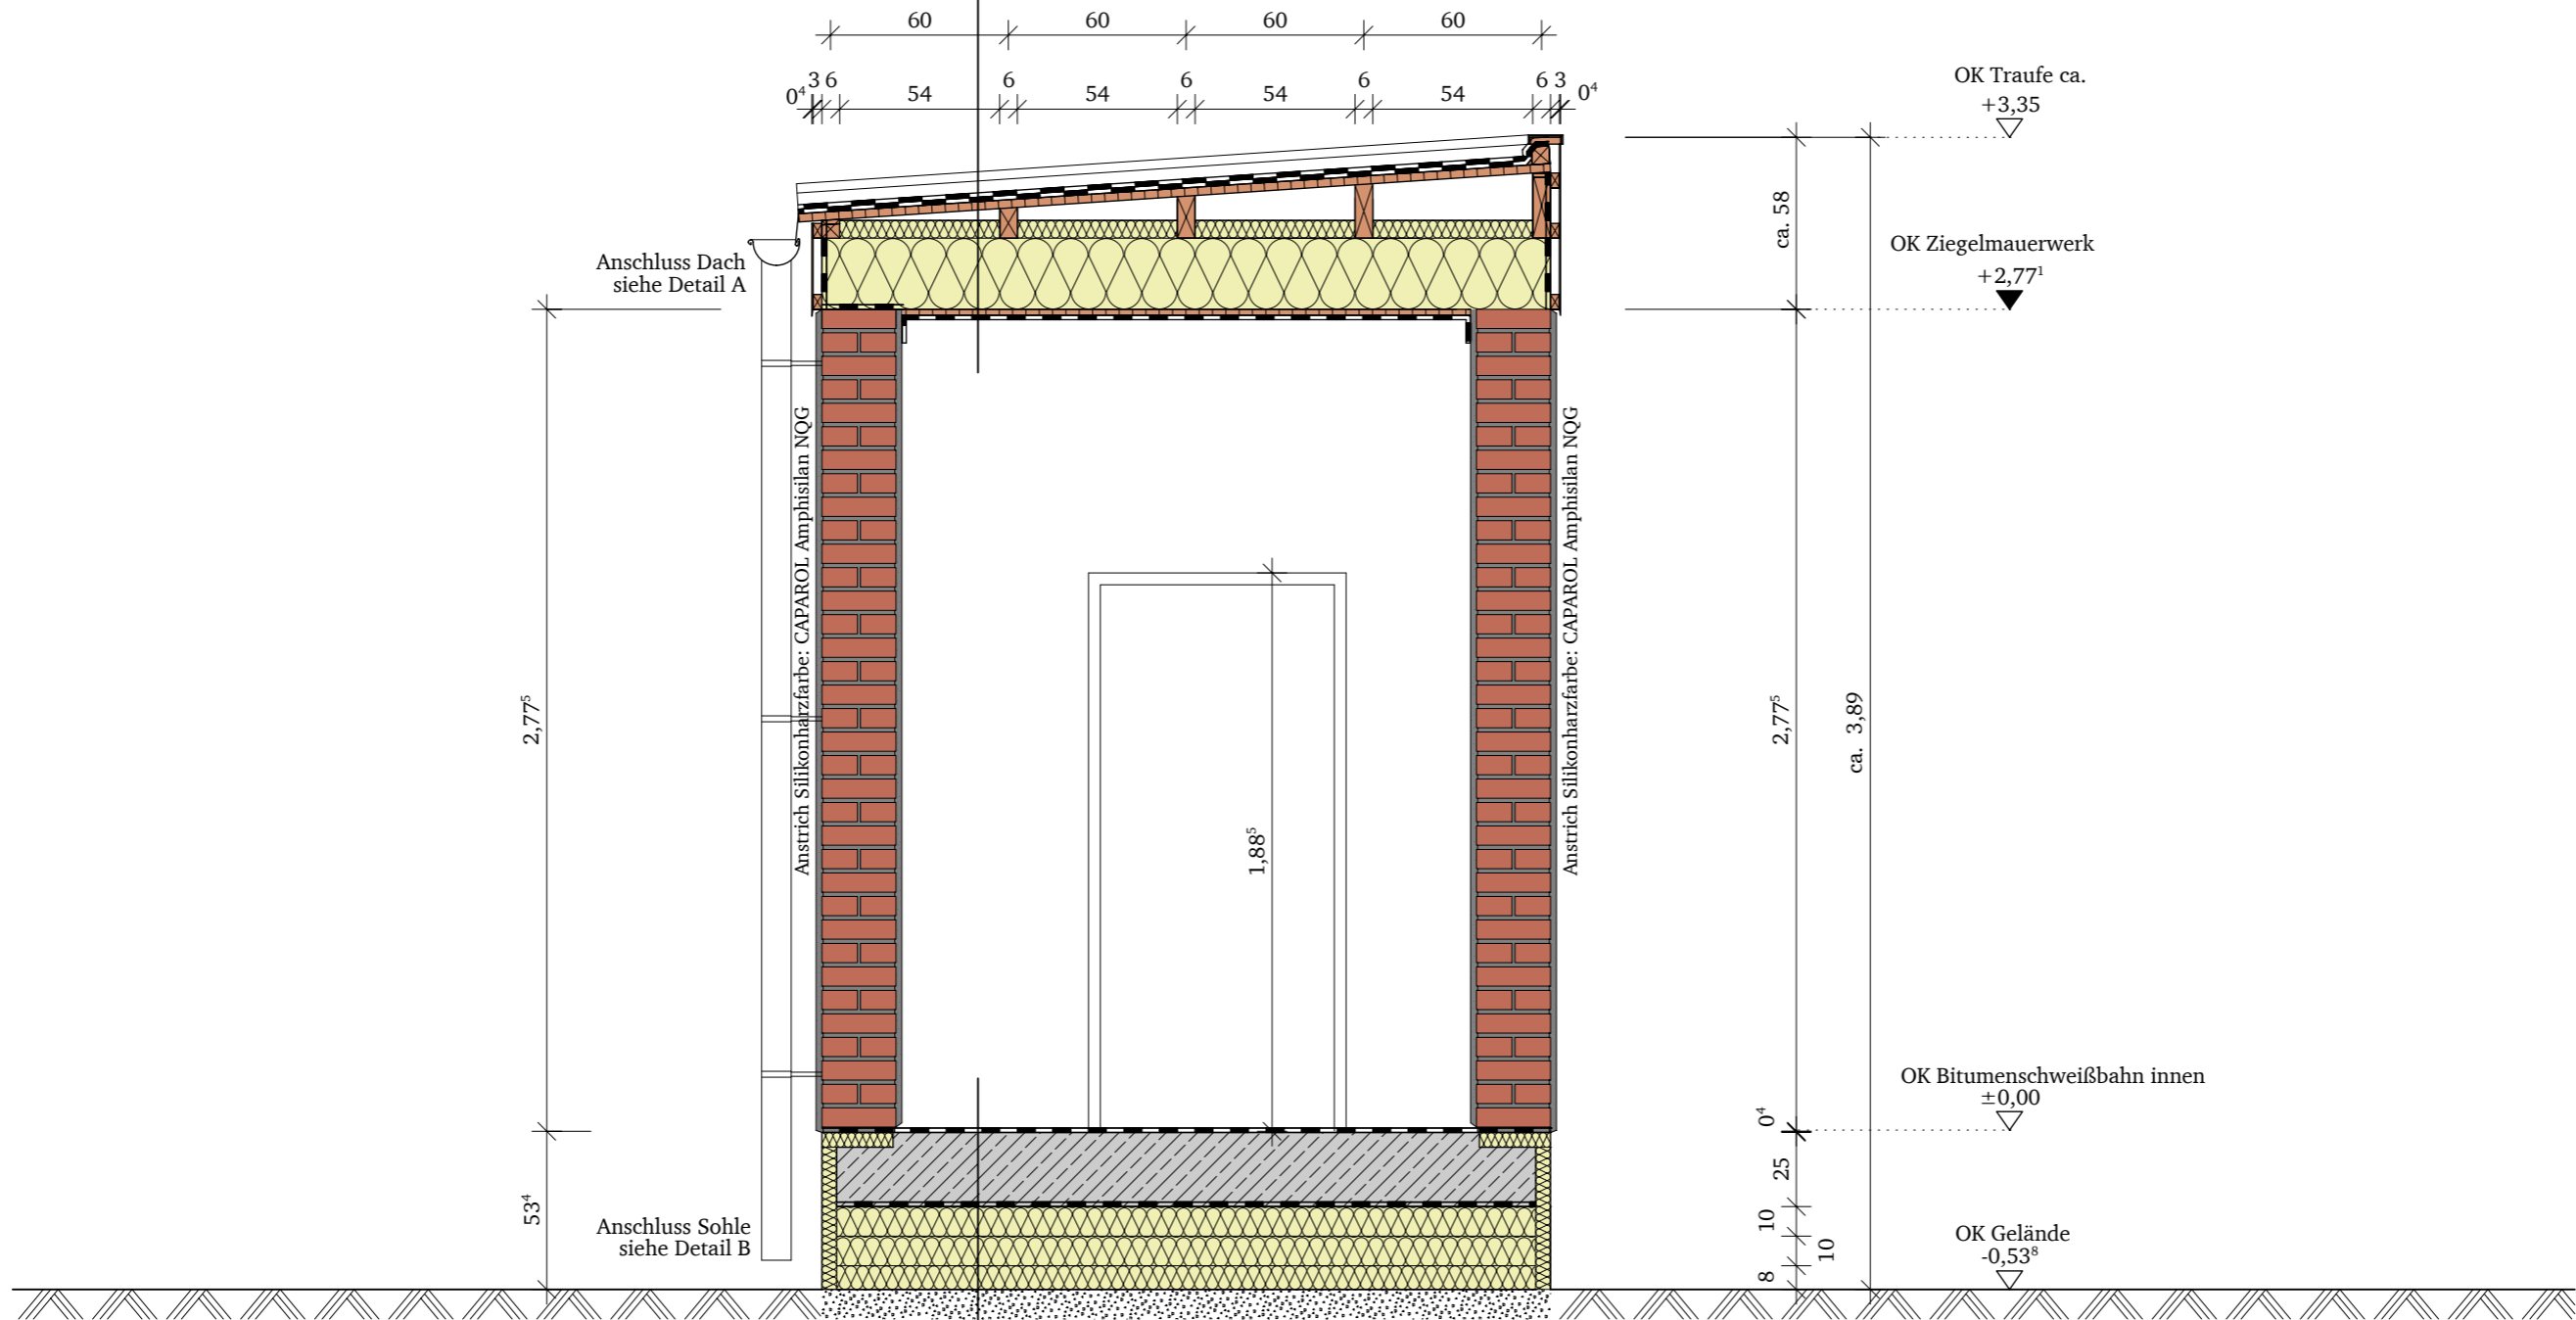 60 60 60 60
3 6 6 6 6 6 3
0⁴ 54 54 54 54 0⁴
OK Traufe ca.
+3,35
ca. 58
OK Ziegelmauerwerk
+2,77¹
Anschluss Dach
siehe Detail A
Anstrich Silikonharzfarbe: CAPAROL Amphisilan NQG
Anstrich Silikonharzfarbe: CAPAROL Amphisilan NQG
2,77⁵
2,77⁵
ca. 3,89
1,88⁵
OK Bitumenschweißbahn innen
±0,00
0⁴
25
10
10
8
53⁴
Anschluss Sohle
siehe Detail B
OK Gelände
-0,53⁸